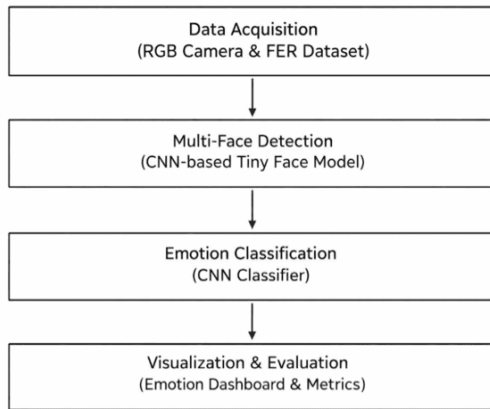 Data Acquisition
(RGB Camera & FER Dataset)
Multi-Face Detection
(CNN-based Tiny Face Model)
Emotion Classification
(CNN Classifier)
Visualization & Evaluation
(Emotion Dashboard & Metrics)